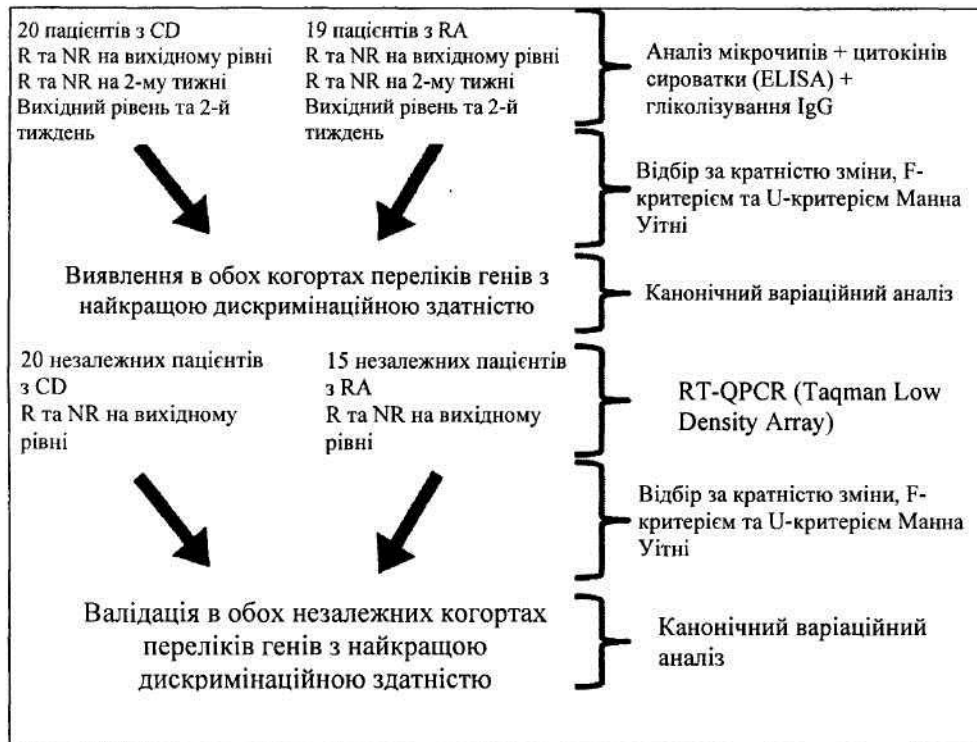 20 пацієнтів з CD
R та NR на вихідному рівні
R та NR на 2-му тижні
Вихідний рівень та 2-й
тиждень
19 пацієнтів з RA
R та NR на вихідному рівні
R та NR на 2-му тижні
Вихідний рівень та 2-й
тиждень
Аналіз мікрочипів + цитокінів
сироватки (ELISA) +
гліколізування IgG
Відбір за кратністю зміни, F-
критерієм та U-критерієм Манна
Уітні
Виявлення в обох когортах переліків генів з
найкращою дискримінаційною здатністю
Канонічний варіаційний аналіз
20 незалежних пацієнтів
з CD
R та NR на вихідному
рівні
15 незалежних пацієнтів
з RA
R та NR на вихідному
рівні
RT-QPCR (Taqman Low
Density Array)
Відбір за кратністю зміни, F-
критерієм та U-критерієм Манна
Уітні
Валідація в обох незалежних когортах
переліків генів з найкращою
дискримінаційною здатністю
Канонічний варіаційний
аналіз